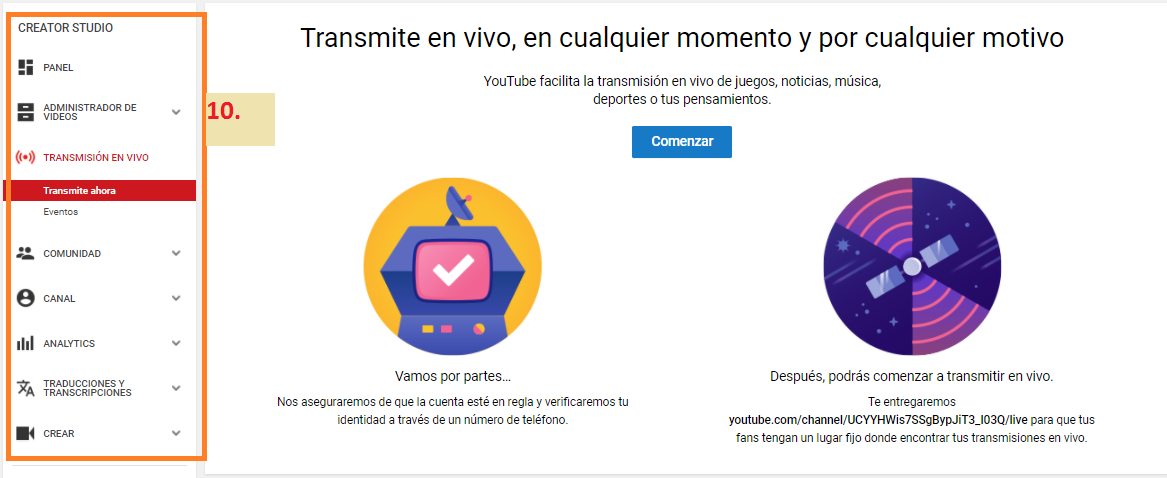 CREATOR STUDIO
PANEL
ADMINISTRADOR DE
VIDEOS
TRANSMISIÓN EN VIVO
Transmite ahora
Eventos
COMUNIDAD
CANAL
ANALYTICS
TRADUCCIONES Y
TRANSCRIPCIONES
CREAR
10.
Transmite en vivo, en cualquier momento y por cualquier motivo
YouTube facilita la transmisión en vivo de juegos, noticias, música,
deportes o tus pensamientos.
Comenzar
Vamos por partes...
Nos aseguraremos de que la cuenta esté en regla y verificaremos tu
identidad a través de un número de teléfono.
Después, podrás comenzar a transmitir en vivo.
Te entregaremos
youtube.com/channel/UCYYHWis7SSgBypJiT3_I03Q/live para que tus
fans tengan un lugar fijo donde encontrar tus transmisiones en vivo.